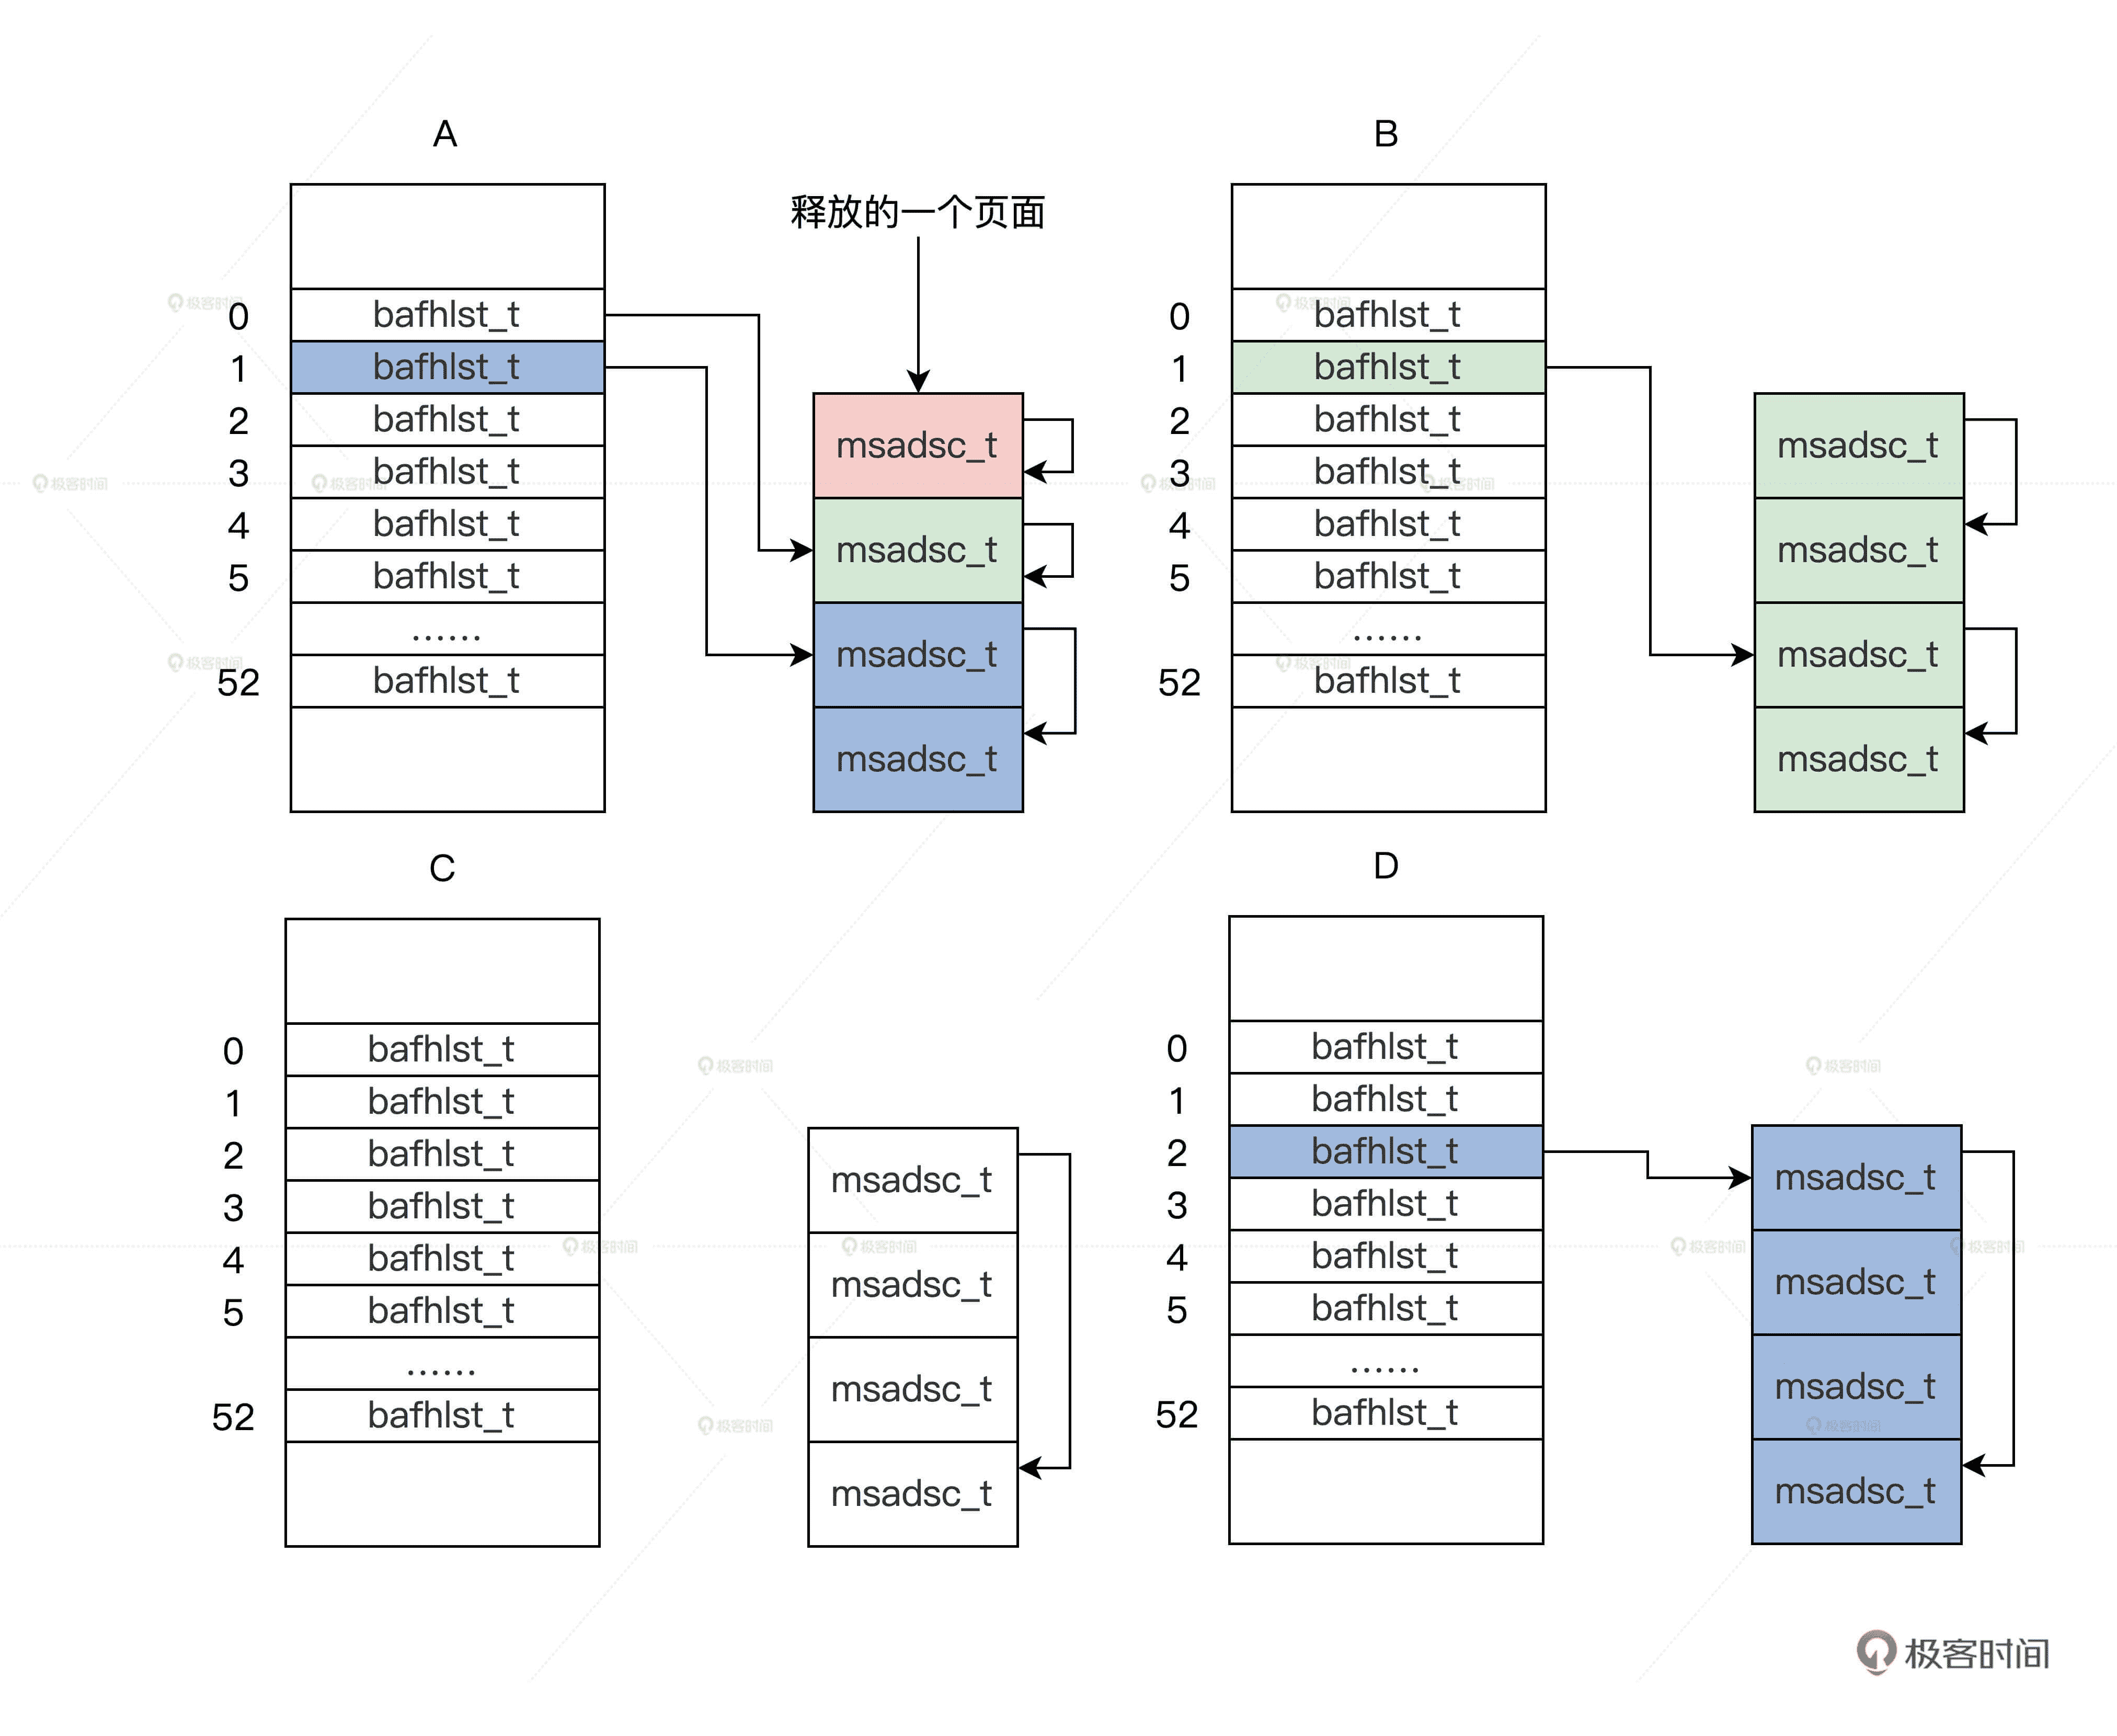 A
释放的一个页面
0 bafhlst_t
1 bafhlst_t
2 bafhlst_t
3 bafhlst_t
4 bafhlst_t
5 bafhlst_t
......
52 bafhlst_t
msadsc_t
msadsc_t
msadsc_t
msadsc_t
B
0 bafhlst_t
1 bafhlst_t
2 bafhlst_t
3 bafhlst_t
4 bafhlst_t
5 bafhlst_t
......
52 bafhlst_t
msadsc_t
msadsc_t
msadsc_t
msadsc_t
C
0 bafhlst_t
1 bafhlst_t
2 bafhlst_t
3 bafhlst_t
4 bafhlst_t
5 bafhlst_t
......
52 bafhlst_t
msadsc_t
msadsc_t
msadsc_t
msadsc_t
D
0 bafhlst_t
1 bafhlst_t
2 bafhlst_t
3 bafhlst_t
4 bafhlst_t
5 bafhlst_t
......
52 bafhlst_t
msadsc_t
msadsc_t
msadsc_t
msadsc_t
极客时间